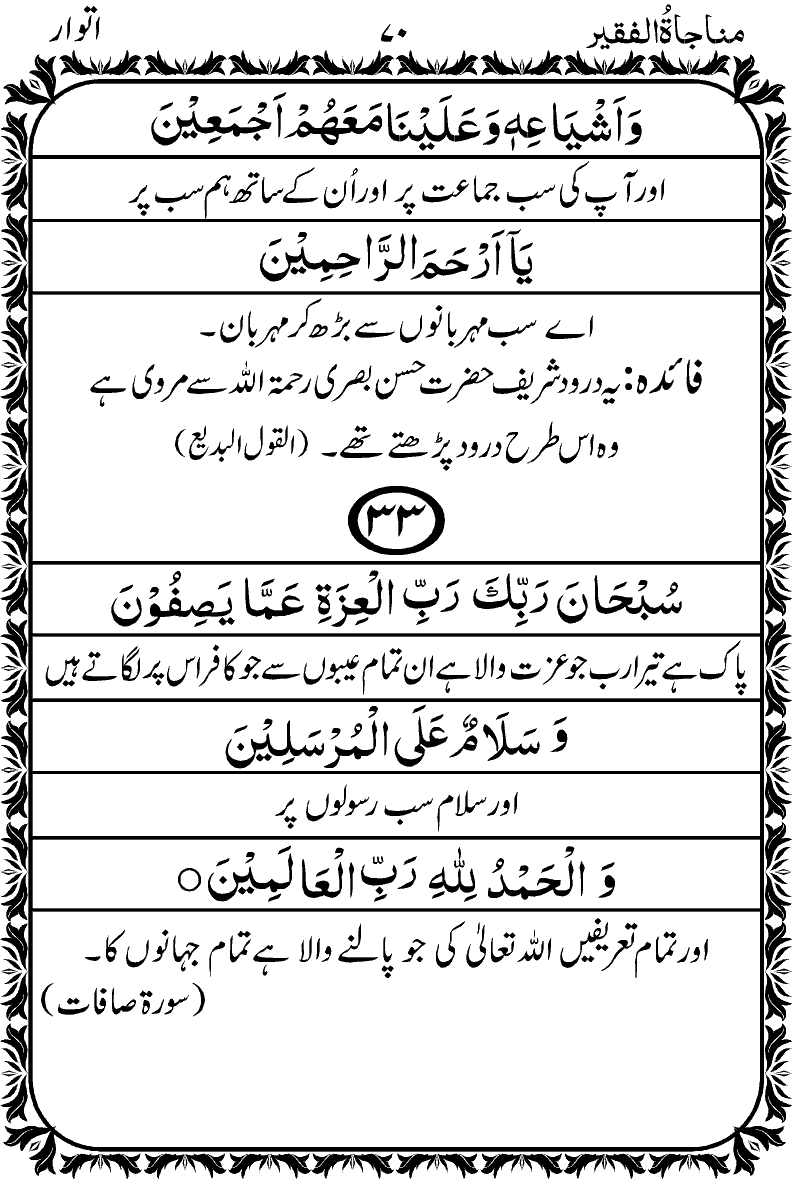 مناجاۃُالفقیر ۷۰ اتوار
وَاَشْیَاعِہٖ وَعَلَیْنَا مَعَھُمْ اَجْمَعِیْنَ
اور آپ کی سب جماعت پر اور اُن کے ساتھ ہم سب پر
یَآ اَرْحَمَ الرَّاحِمِیْنَ
اے سب مہربانوں سے بڑھ کر مہربان۔
فائدہ: یہ درود شریف حضرت حسن بصری رحمۃ اللہ سے مروی ہے
وہ اس طرح درود پڑھتے تھے۔ (القول البدیع)
۳۳
سُبْحَانَ رَبِّكَ رَبِّ الْعِزَةِ عَمَّا يَصِفُوْنَ
پاک ہے تیرا رب جو عزت والا ہے ان تمام عیبوں سے جو کافر اس پر لگاتے ہیں
وَ سَلَامٌ عَلَى الْمُرْسَلِيْنَ
اور سلام سب رسولوں پر
وَ الْحَمْدُ لِلّٰهِ رَبِّ الْعَالَمِيْنَ ○
اور تمام تعریفیں اللہ تعالیٰ کی جو پالنے والا ہے تمام جہانوں کا۔
(سورۃ صافات)